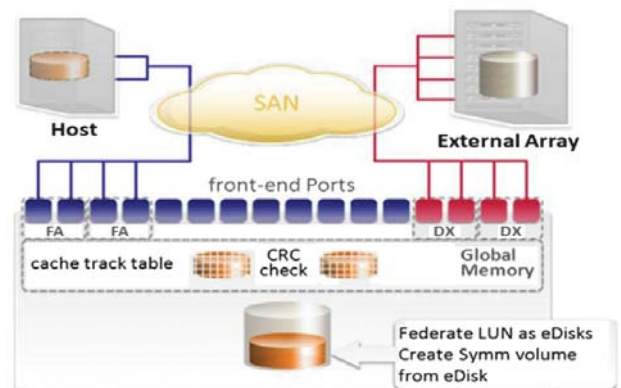 SAN
Host
External Array
front-end Ports
FA
FA
DX
DX
cache track table
CRC
check
Global
Memory
Federate LUN as eDisks
Create Symm volume
from eDisk